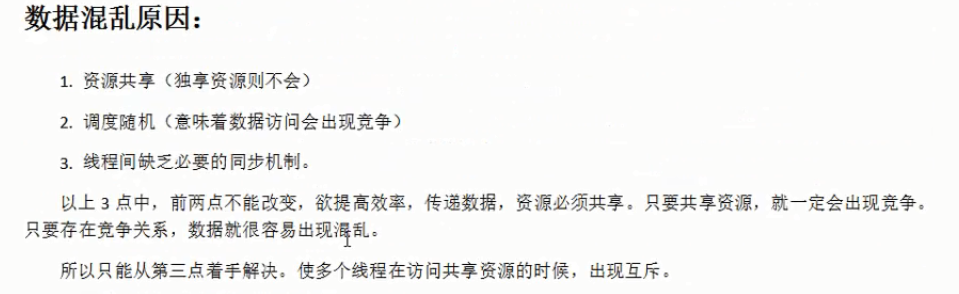 数据混乱原因：
1. 资源共享（独享资源则不会）
2. 调度随机（意味着数据访问会出现竞争）
3. 线程间缺乏必要的同步机制。
以上 3 点中，前两点不能改变，欲提高效率，传递数据，资源必须共享。只要共享资源，就一定会出现竞争。
只要存在竞争关系，数据就很容易出现混乱。
所以只能从第三点着手解决。使多个线程在访问共享资源的时候，出现互斥。